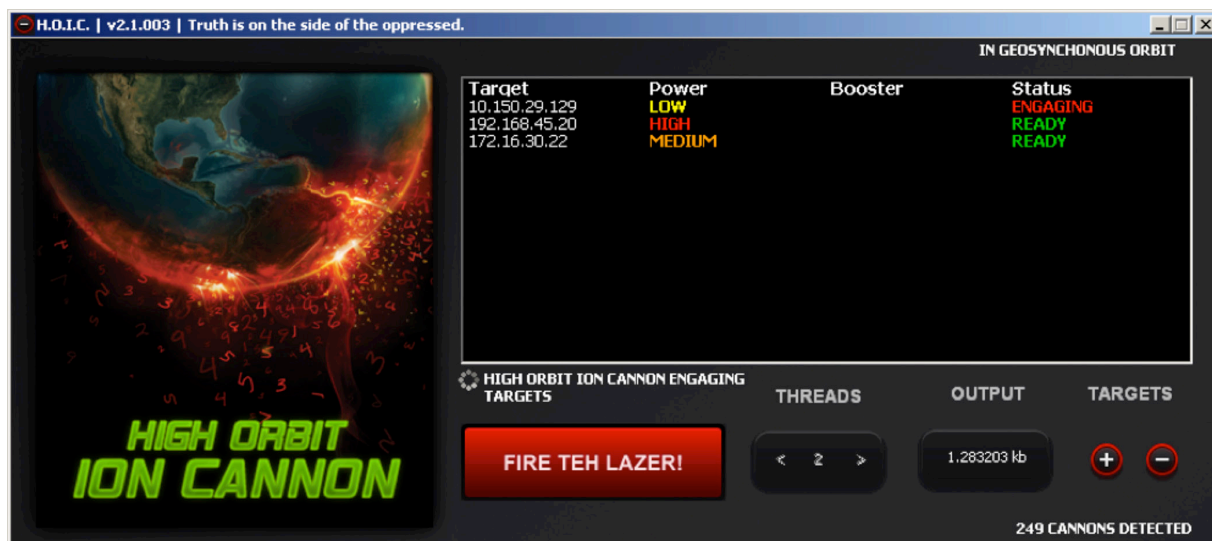 H.O.I.C. | v2.1.003 | Truth is on the side of the oppressed.
IN GEOSYNCHONOUS ORBIT
Target Power Booster Status
10.150.29.129 LOW ENGAGING
192.168.45.20 HIGH READY
172.16.30.22 MEDIUM READY
HIGH ORBIT ION CANNON ENGAGING
TARGETS
THREADS OUTPUT TARGETS
HIGH ORBIT
ION CANNON
FIRE TEH LAZER!
< 2 >
1.283203 kb
+ −
249 CANNONS DETECTED